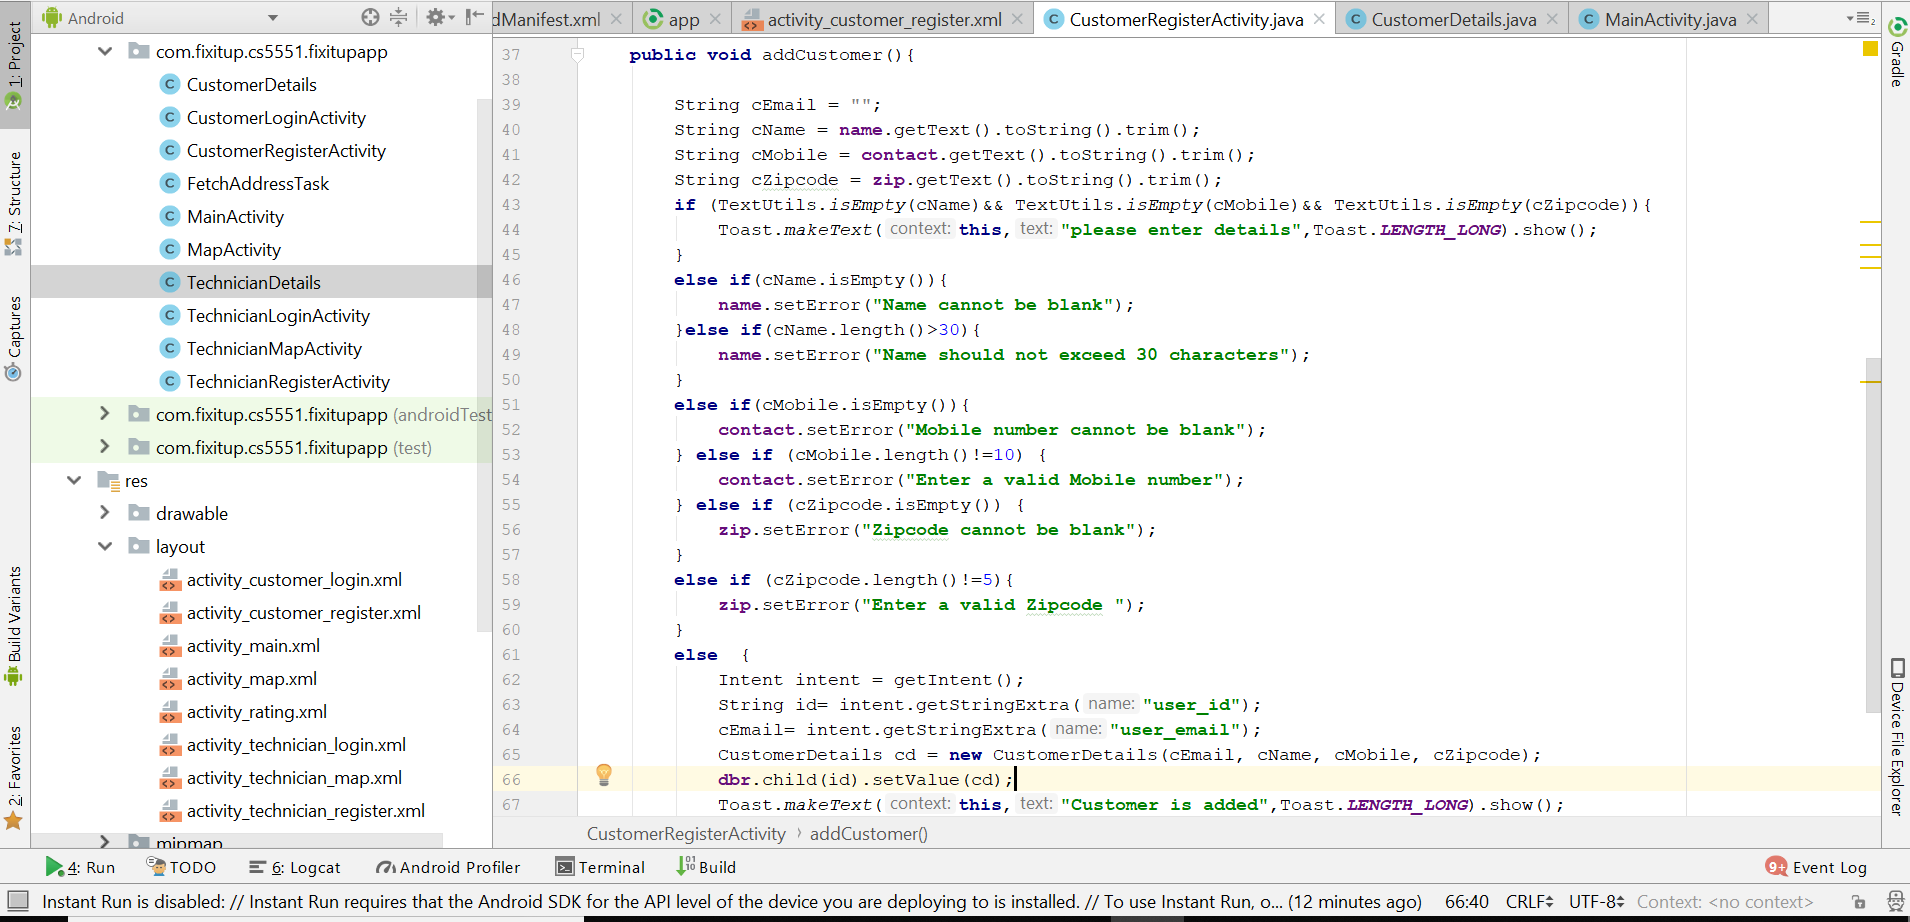 Android
dManifest.xml
app
activity_customer_register.xml
CustomerRegisterActivity.java
CustomerDetails.java
MainActivity.java
2
1: Project
7: Structure
Captures
Build Variants
2: Favorites
com.fixitup.cs5551.fixitupapp
CustomerDetails
CustomerLoginActivity
CustomerRegisterActivity
FetchAddressTask
MainActivity
MapActivity
TechnicianDetails
TechnicianLoginActivity
TechnicianMapActivity
TechnicianRegisterActivity
com.fixitup.cs5551.fixitupapp (androidTest
com.fixitup.cs5551.fixitupapp (test)
res
drawable
layout
activity_customer_login.xml
activity_customer_register.xml
activity_main.xml
activity_map.xml
activity_rating.xml
activity_technician_login.xml
activity_technician_map.xml
activity_technician_register.xml
mipmap
37 public void addCustomer(){
38
39 String cEmail = "";
40 String cName = name.getText().toString().trim();
41 String cMobile = contact.getText().toString().trim();
42 String cZipcode = zip.getText().toString().trim();
43 if (TextUtils.isEmpty(cName)&& TextUtils.isEmpty(cMobile)&& TextUtils.isEmpty(cZipcode)){
44 Toast.makeText( context: this, text: "please enter details",Toast.LENGTH_LONG).show();
45 }
46 else if(cName.isEmpty()){
47 name.setError("Name cannot be blank");
48 }else if(cName.length()>30){
49 name.setError("Name should not exceed 30 characters");
50 }
51 else if(cMobile.isEmpty()){
52 contact.setError("Mobile number cannot be blank");
53 } else if (cMobile.length()!=10) {
54 contact.setError("Enter a valid Mobile number");
55 } else if (cZipcode.isEmpty()) {
56 zip.setError("Zipcode cannot be blank");
57 }
58 else if (cZipcode.length()!=5){
59 zip.setError("Enter a valid Zipcode ");
60 }
61 else {
62 Intent intent = getIntent();
63 String id= intent.getStringExtra( name: "user_id");
64 cEmail= intent.getStringExtra( name: "user_email");
65 CustomerDetails cd = new CustomerDetails(cEmail, cName, cMobile, cZipcode);
66 dbr.child(id).setValue(cd);
67 Toast.makeText( context: this, text: "Customer is added",Toast.LENGTH_LONG).show();
CustomerRegisterActivity › addCustomer()
Gradle
Device File Explorer
4: Run
TODO
6: Logcat
Android Profiler
Terminal
Build
9+ Event Log
Instant Run is disabled: // Instant Run requires that the Android SDK for the API level of the device you are deploying to is installed. // To use Instant Run, o... (12 minutes ago)
66:40
CRLF
UTF-8
Context: <no context>